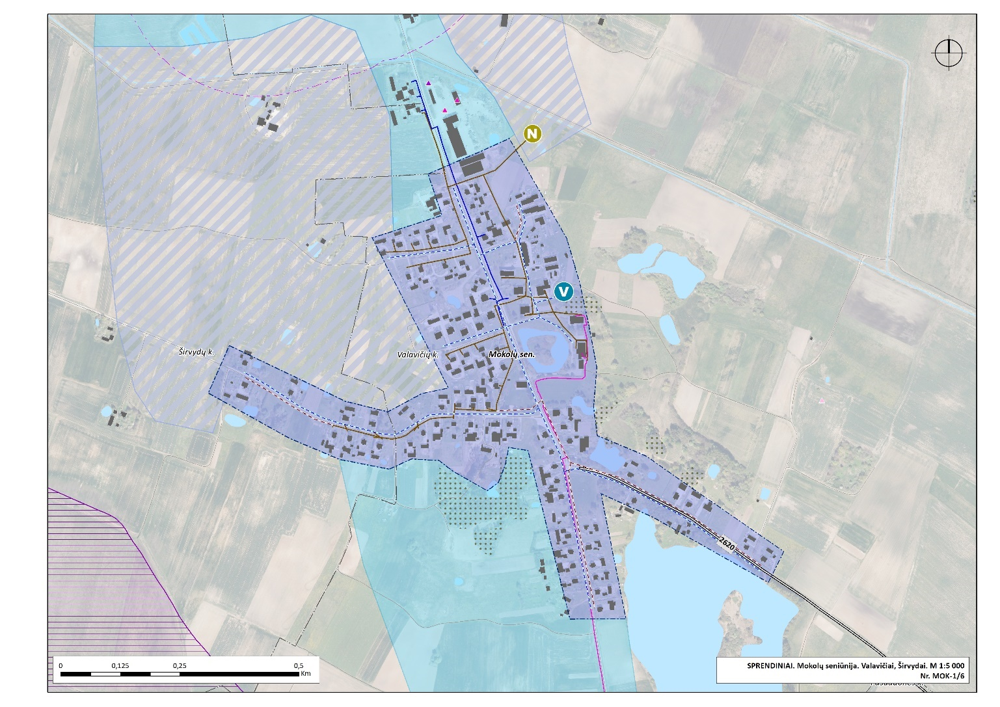 N
V
Širvydų k.
Valavičių k.
Mokolų sen.
2620
0
0,125
0,25
0,5
Km
SPRENDINIAI. Mokolų seniūnija. Valavičiai, Širvydai. M 1:5 000
Nr. MOK-1/6